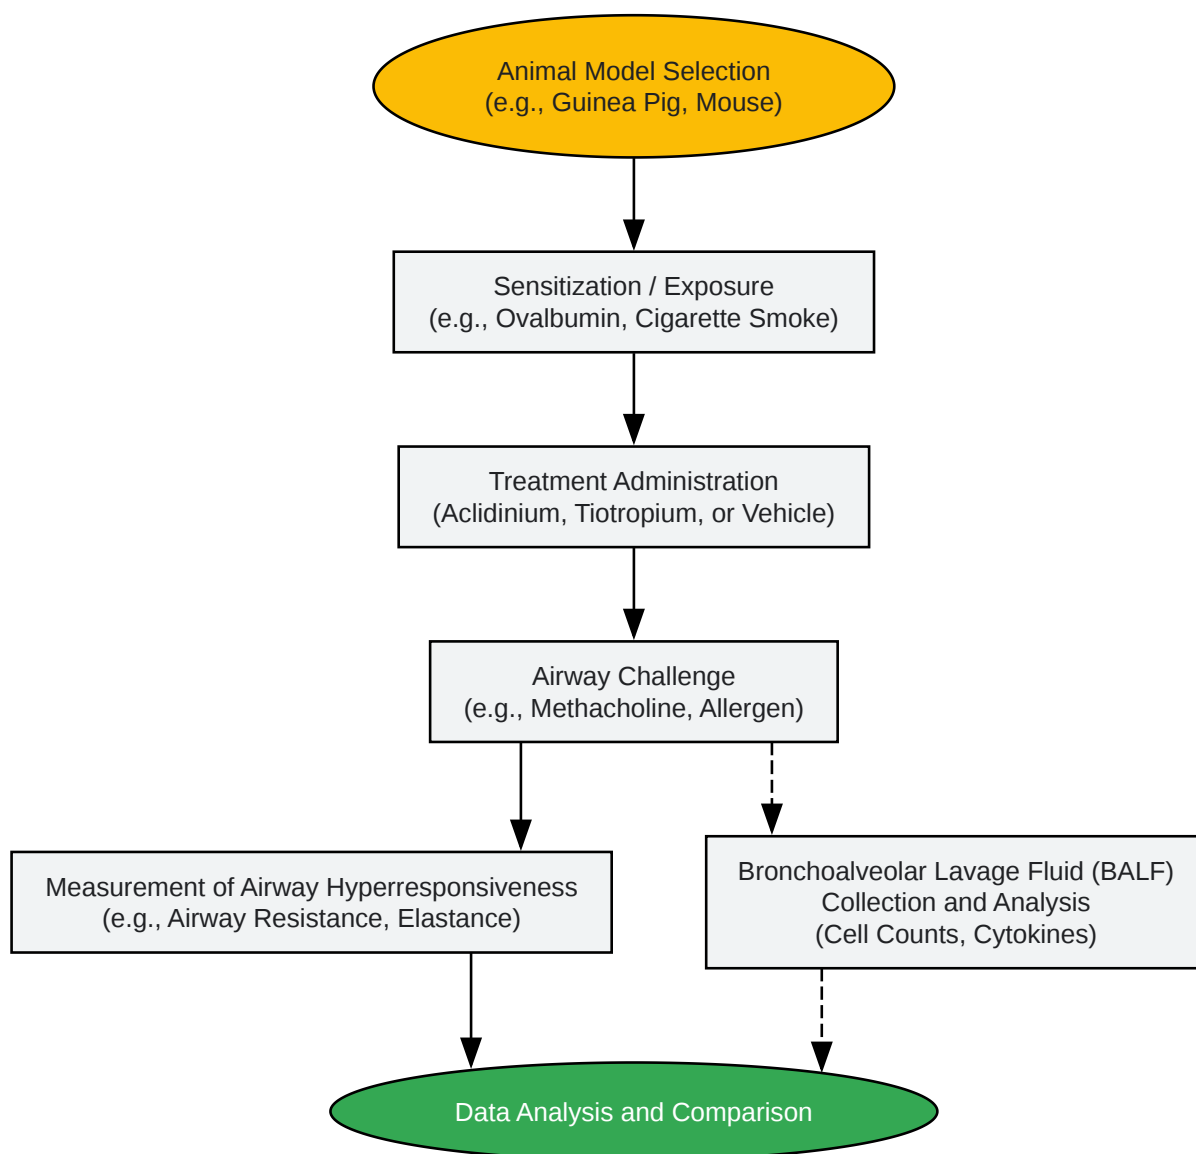 Animal Model Selection
(e.g., Guinea Pig, Mouse)
Sensitization / Exposure
(e.g., Ovalbumin, Cigarette Smoke)
Treatment Administration
(Aclidinium, Tiotropium, or Vehicle)
Airway Challenge
(e.g., Methacholine, Allergen)
Measurement of Airway Hyperresponsiveness
(e.g., Airway Resistance, Elastance)
Bronchoalveolar Lavage Fluid (BALF)
Collection and Analysis
(Cell Counts, Cytokines)
Data Analysis and Comparison